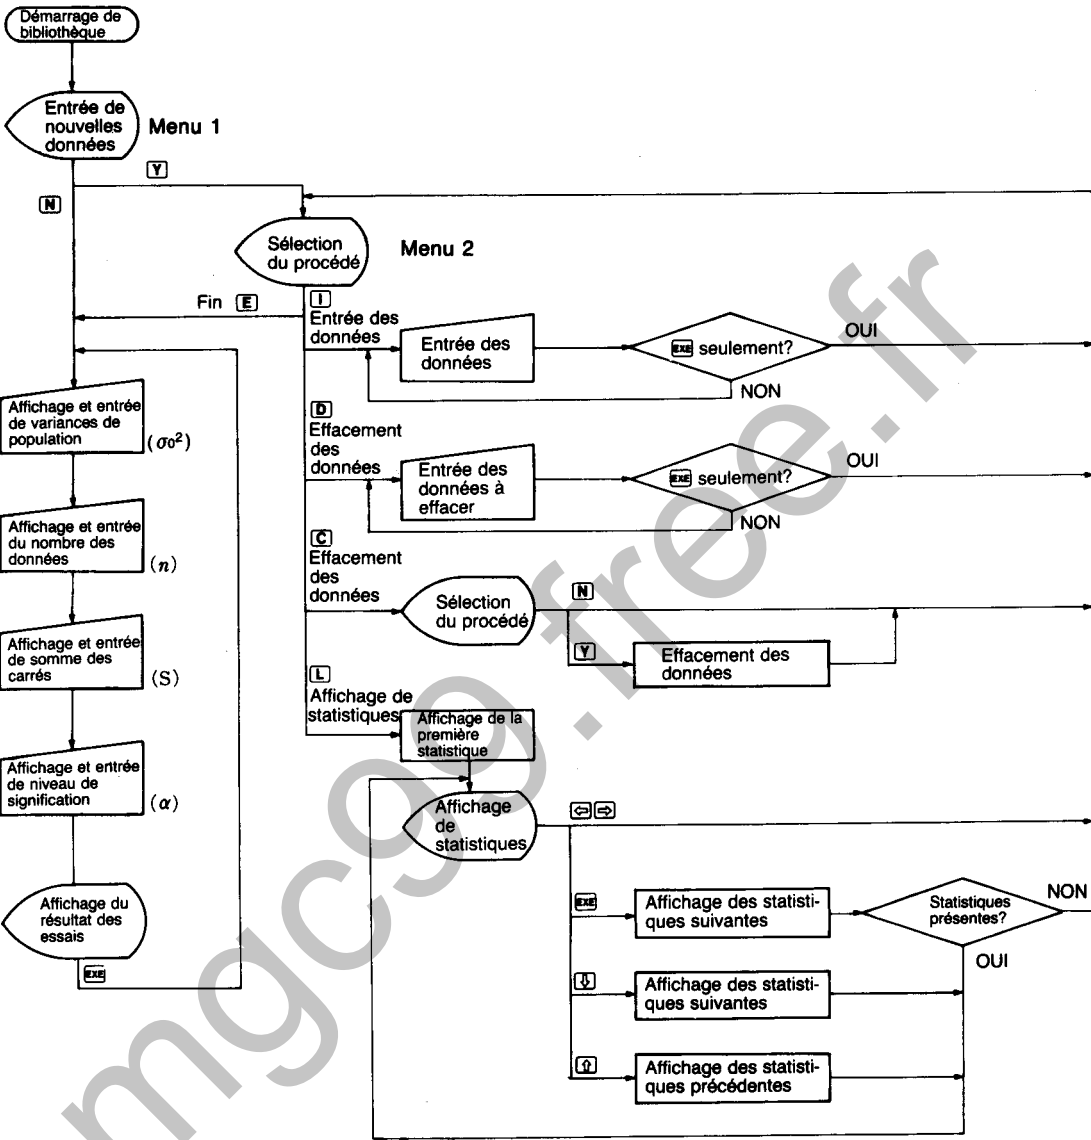 Démarrage de
bibliothèque
Entrée de
nouvelles
données
Menu 1
Y
N
Sélection
du procédé
Menu 2
Fin E
I
Entrée des
données
Entrée des
données
EXE seulement?
OUI
NON
D
Effacement
des
données
Entrée des
données à
effacer
EXE seulement?
OUI
NON
C
Effacement
des
données
Sélection
du procédé
N
Y
Effacement des
données
L
Affichage de
statistiques
Affichage de la
première
statistique
Affichage
de
statistiques
⇦ ⇨
EXE
Affichage des statisti-
ques suivantes
Statistiques
présentes?
NON
OUI
⇩
Affichage des statisti-
ques suivantes
⇧
Affichage des statisti-
ques précédentes
Affichage et entrée
de variances de
population
(σ0²)
Affichage et entrée
du nombre des
données
(n)
Affichage et entrée
de somme des
carrés
(S)
Affichage et entrée
de niveau de
signification
(α)
Affichage du
résultat des
essais
EXE
mgc99.free.fr